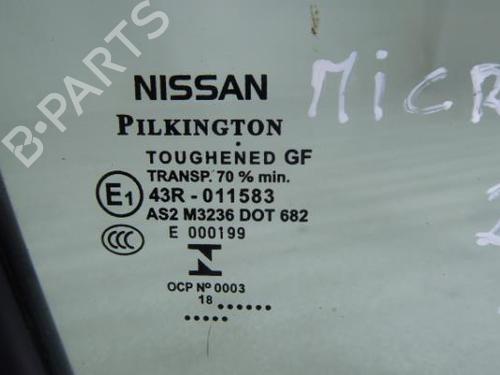 B-PARTS
NISSAN
PILKINGTON
TOUGHENED GF
TRANSP. 70 % min.
E1 43R - 011583
AS2 M3236 DOT 682
CCC E 000199
N
OCP Nº 0003
18
MICR